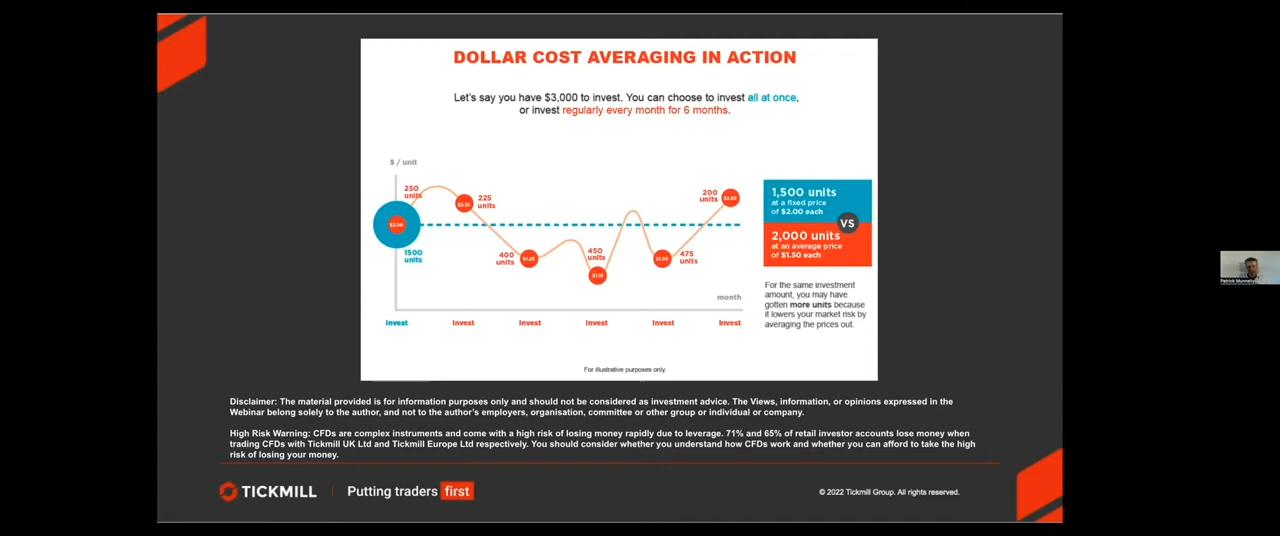 DOLLAR COST AVERAGING IN ACTION
Let's say you have $3,000 to invest. You can choose to invest all at once,
or invest regularly every month for 6 months.
$ / unit
250
units
$2.00
1500
units
225
units
400
units
450
units
475
units
200
units
month
Invest Invest Invest Invest Invest Invest
1,500 units
at a fixed price
of $2.00 each
VS
2,000 units
at an average price
of $1.50 each
For the same investment
amount, you may have
gotten more units because
it lowers your market risk by
averaging the prices out.
For illustrative purposes only.
Disclaimer: The material provided is for information purposes only and should not be considered as investment advice. The Views, information, or opinions expressed in the
Webinar belong solely to the author, and not to the author's employers, organisation, committee or other group or individual or company.
High Risk Warning: CFDs are complex instruments and come with a high risk of losing money rapidly due to leverage. 71% and 65% of retail investor accounts lose money when
trading CFDs with Tickmill UK Ltd and Tickmill Europe Ltd respectively. You should consider whether you understand how CFDs work and whether you can afford to take the high
risk of losing your money.
TICKMILL
Putting traders first
© 2022 Tickmill Group. All rights reserved.
Patrick Munnelly